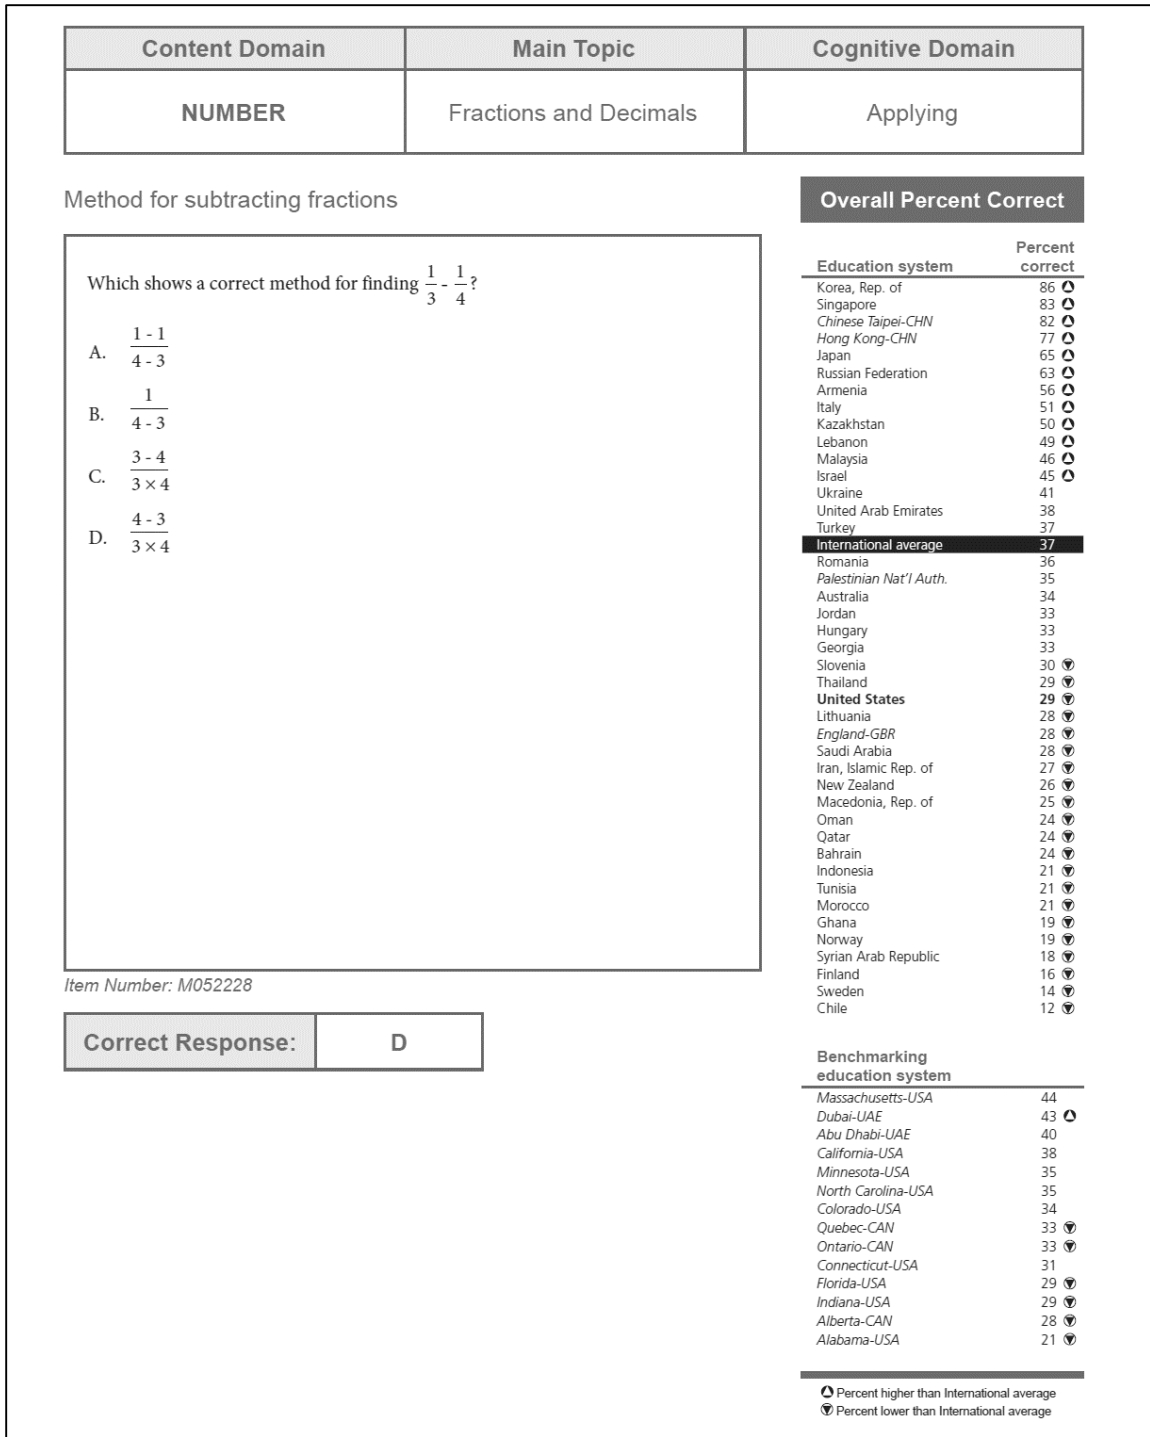 Content Domain Main Topic Cognitive Domain
NUMBER Fractions and Decimals Applying
Method for subtracting fractions
Which shows a correct method for finding 1/3 - 1/4?
A. (1 - 1)/(4 - 3)
B. 1/(4 - 3)
C. (3 - 4)/(3 × 4)
D. (4 - 3)/(3 × 4)
Item Number: M052228
Correct Response: D
Overall Percent Correct
Education system Percent correct
Korea, Rep. of 86
Singapore 83
Chinese Taipei-CHN 82
Hong Kong-CHN 77
Japan 65
Russian Federation 63
Armenia 56
Italy 51
Kazakhstan 50
Lebanon 49
Malaysia 46
Israel 45
Ukraine 41
United Arab Emirates 38
Turkey 37
International average 37
Romania 36
Palestinian Nat'l Auth. 35
Australia 34
Jordan 33
Hungary 33
Georgia 33
Slovenia 30
Thailand 29
United States 29
Lithuania 28
England-GBR 28
Saudi Arabia 28
Iran, Islamic Rep. of 27
New Zealand 26
Macedonia, Rep. of 25
Oman 24
Qatar 24
Bahrain 24
Indonesia 21
Tunisia 21
Morocco 21
Ghana 19
Norway 19
Syrian Arab Republic 18
Finland 16
Sweden 14
Chile 12
Benchmarking
education system
Massachusetts-USA 44
Dubai-UAE 43
Abu Dhabi-UAE 40
California-USA 38
Minnesota-USA 35
North Carolina-USA 35
Colorado-USA 34
Quebec-CAN 33
Ontario-CAN 33
Connecticut-USA 31
Florida-USA 29
Indiana-USA 29
Alberta-CAN 28
Alabama-USA 21
Percent higher than International average
Percent lower than International average